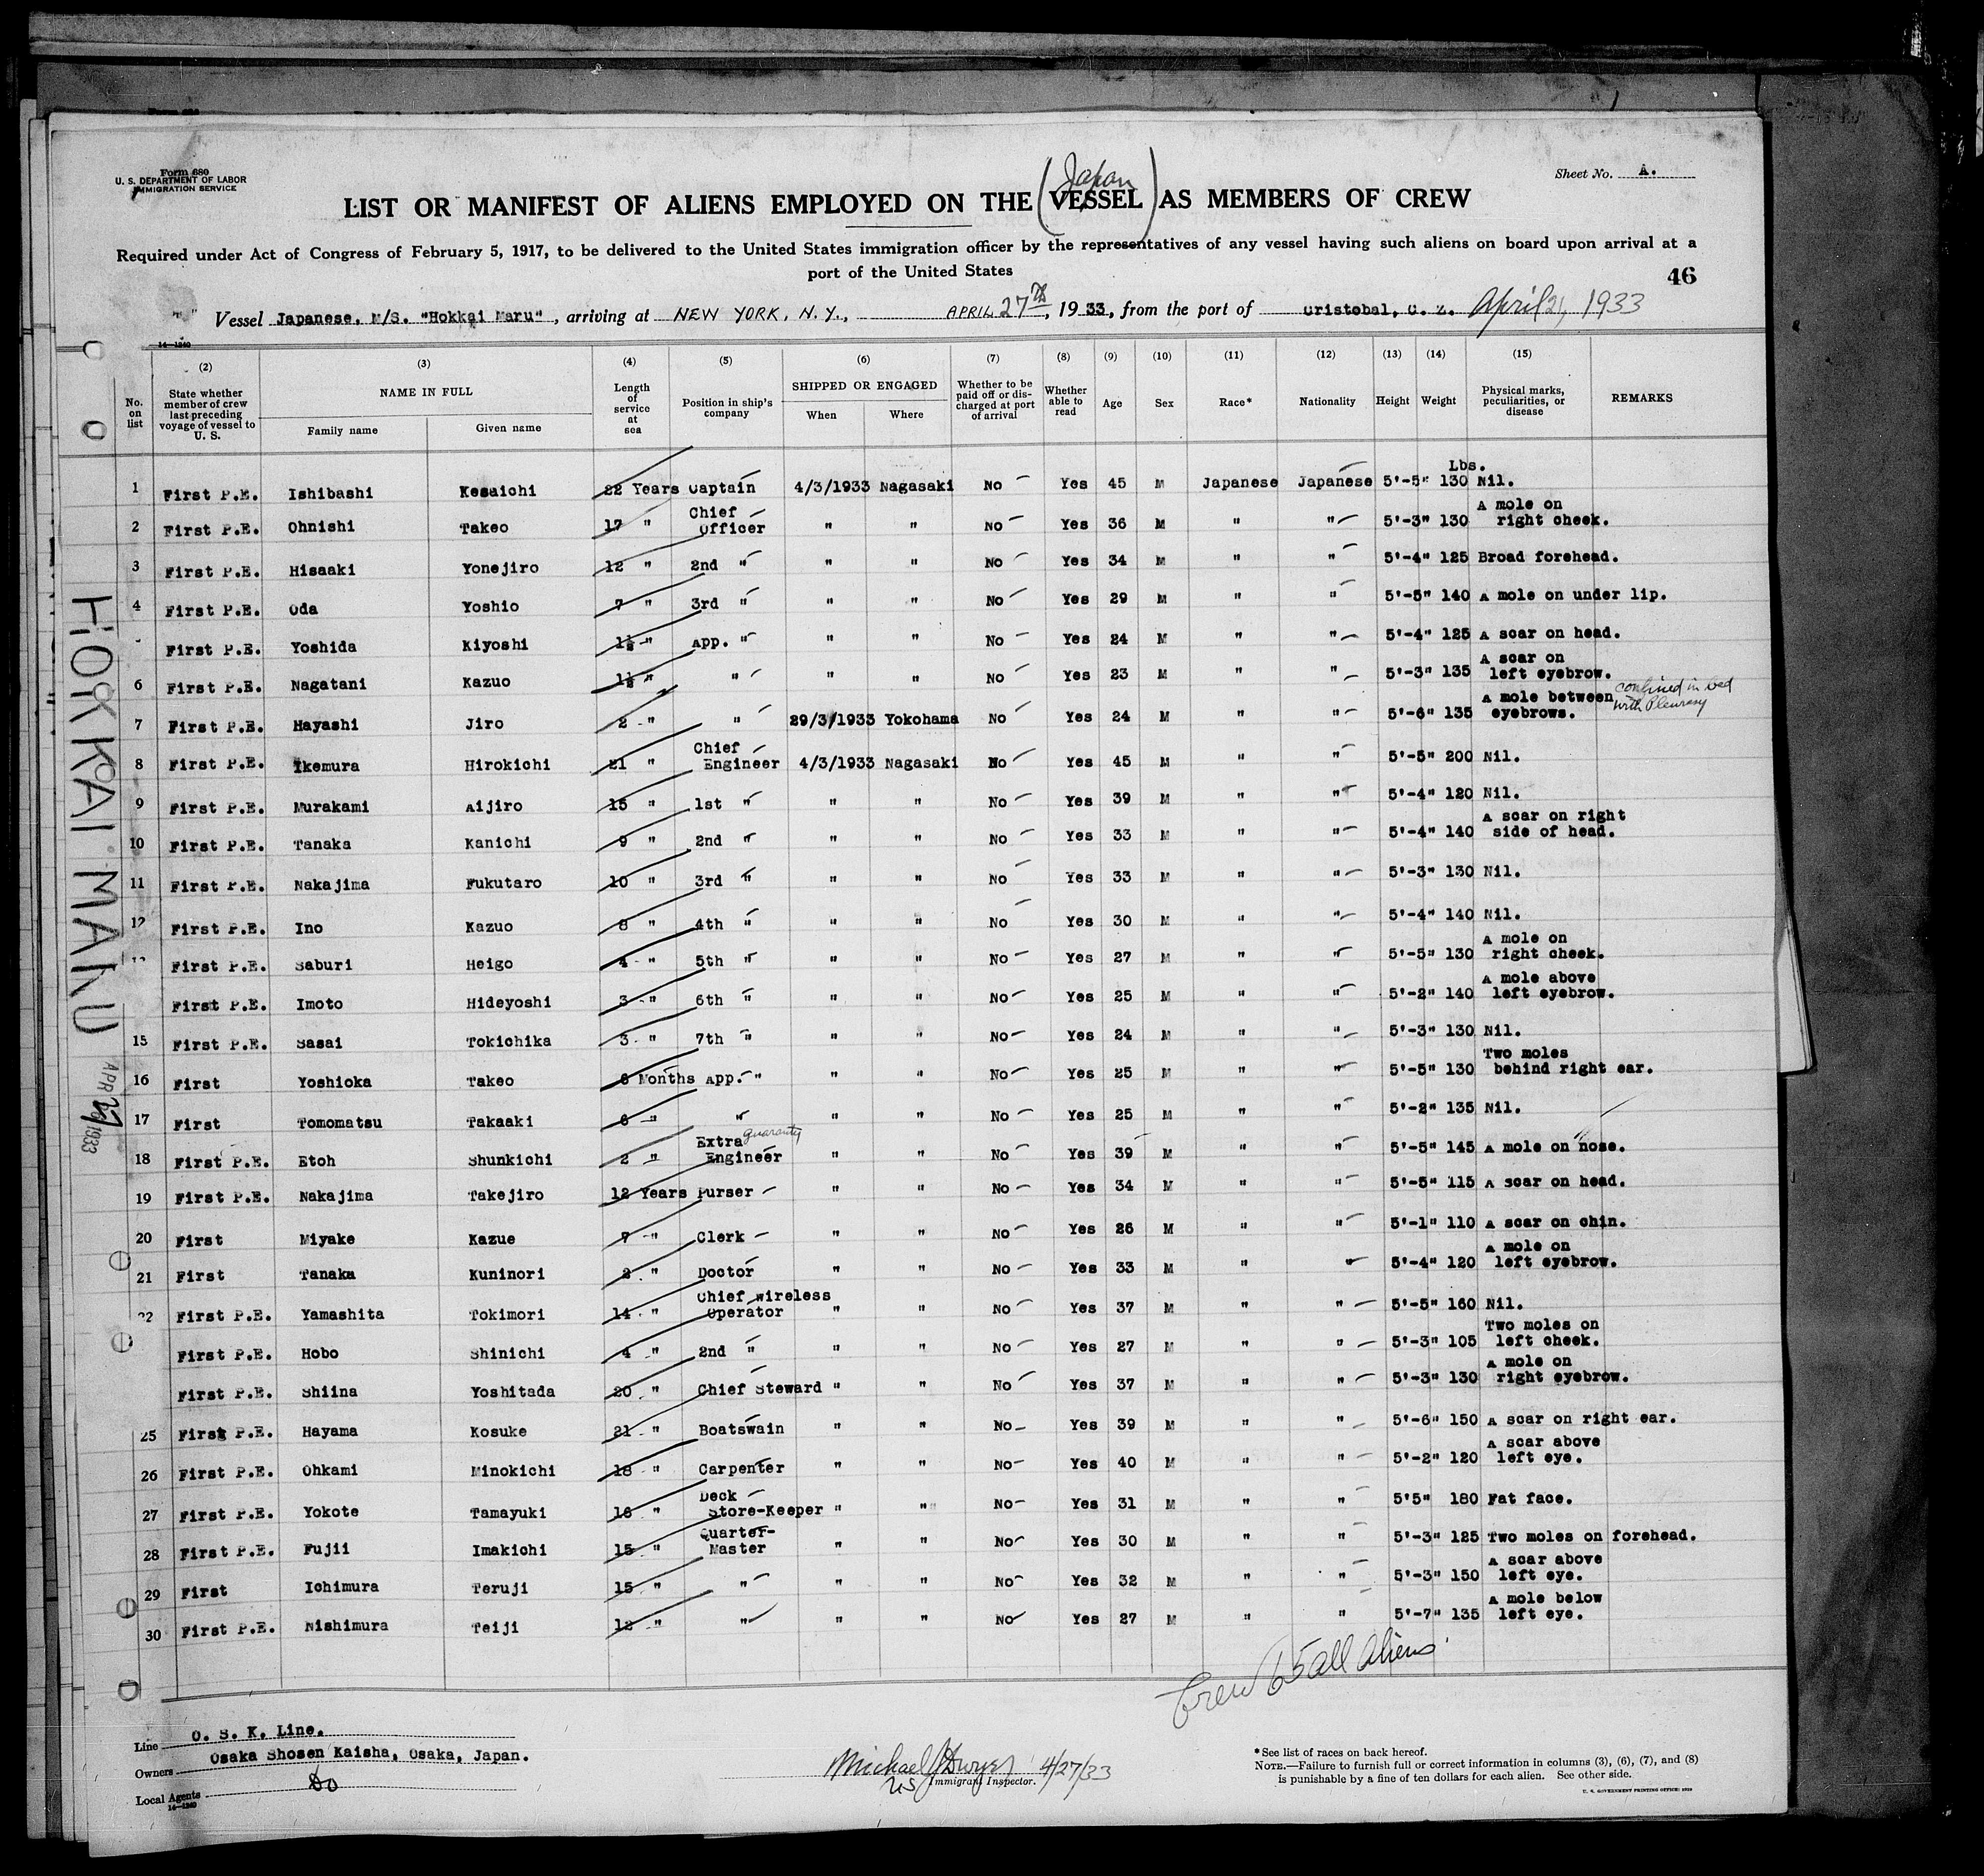 Form 680
U. S. DEPARTMENT OF LABOR
IMMIGRATION SERVICE
Sheet No. A.
(Japan)
LIST OR MANIFEST OF ALIENS EMPLOYED ON THE VESSEL AS MEMBERS OF CREW
Required under Act of Congress of February 5, 1917, to be delivered to the United States immigration officer by the representatives of any vessel having such aliens on board upon arrival at a
port of the United States
46
Vessel Japanese. M/S. "Hokkai Maru", arriving at NEW YORK, N.Y., APRIL 27th, 1933, from the port of Cristobal, C. Z. April 21, 1933
14—1240
(2) (3) (4) (5) (6) (7) (8) (9) (10) (11) (12) (13) (14) (15)
No. on list State whether member of crew last preceding voyage of vessel to U. S. NAME IN FULL Family name Given name Length of service at sea Position in ship's company SHIPPED OR ENGAGED When Where Whether to be paid off or discharged at port of arrival Whether able to read Age Sex Race* Nationality Height Weight Physical marks, peculiarities, or disease REMARKS
Lbs.
1 First P.E. Ishibashi Kesaichi 22 Years Captain 4/3/1933 Nagasaki No Yes 45 M Japanese Japanese 5'-5" 130 Nil.
2 First P.E. Ohnishi Takeo 17 " Chief Officer " " No Yes 36 M " " 5'-3" 130 A mole on right cheek.
3 First P.E. Hisaaki Yonejiro 12 " 2nd " " " No Yes 34 M " " 5'-4" 125 Broad forehead.
4 First P.E. Oda Yoshio 7 " 3rd " " " No Yes 29 M " " 5'-5" 140 A mole on under lip.
First P.E. Yoshida Kiyoshi 1½ " App. " " " No Yes 24 M " " 5'-4" 125 A scar on head.
6 First P.E. Nagatani Kazuo 1½ " " " " No Yes 23 M " " 5'-3" 135 A scar on left eyebrow.
7 First P.E. Hayashi Jiro 2 " " 29/3/1933 Yokohama No Yes 24 M " " 5'-6" 135 A mole between eyebrows. confined in bed with Pleurasy
8 First P.E. Ikemura Hirokichi 21 " Chief Engineer 4/3/1933 Nagasaki No Yes 45 M " " 5'-5" 200 Nil.
9 First P.E. Murakami Aijiro 15 " 1st " " " No Yes 39 M " " 5'-4" 120 Nil.
10 First P.E. Tanaka Kanichi 9 " 2nd " " " No Yes 33 M " " 5'-4" 140 A scar on right side of head.
11 First P.E. Nakajima Fukutaro 10 " 3rd " " " No Yes 33 M " " 5'-3" 130 Nil.
12 First P.E. Ino Kazuo 8 " 4th " " " No Yes 30 M " " 5'-4" 140 Nil.
First P.E. Saburi Heigo 4 " 5th " " " No Yes 27 M " " 5'-5" 130 A mole on right cheek.
First P.E. Imoto Hideyoshi 3 " 6th " " " No Yes 25 M " " 5'-2" 140 A mole above left eyebrow.
15 First P.E. Sasai Tokichika 3 " 7th " " " No Yes 24 M " " 5'-3" 130 Nil.
16 First Yoshioka Takeo 6 Months App. " " " No Yes 25 M " " 5'-5" 130 Two moles behind right ear.
17 First Tomomatsu Takaaki 6 " " " " No Yes 25 M " " 5'-2" 135 Nil.
18 First P.E. Etoh Shunkichi 2 " Extra guaranty Engineer " " No Yes 39 M " " 5'-5" 145 A mole on nose.
19 First P.E. Nakajima Takejiro 12 Years Purser " " No Yes 34 M " " 5'-5" 115 A scar on head.
20 First Miyake Kazue 7 " Clerk " " No Yes 26 M " " 5'-1" 110 A scar on chin.
21 First Tanaka Kuninori 2 " Doctor " " No Yes 33 M " " 5'-4" 120 A mole on left eyebrow.
22 First P.E. Yamashita Tokimori 14 " Chief wireless Operator " " No Yes 37 M " " 5'-5" 160 Nil.
First P.E. Hobo Shinichi 4 " 2nd " " " No Yes 27 M " " 5'-3" 105 Two moles on left cheek.
First P.E. Shiina Yoshitada 20 " Chief Steward " " No Yes 37 M " " 5'-3" 130 A mole on right eyebrow.
25 First P.E. Hayama Kosuke 21 " Boatswain " " No Yes 39 M " " 5'-6" 150 A scar on right ear.
26 First P.E. Ohkami Minokichi 18 " Carpenter " " No Yes 40 M " " 5'-2" 120 A scar above left eye.
27 First P.E. Yokote Tamayuki 16 " Deck Store-Keeper " " No Yes 31 M " " 5'5" 180 Fat face.
28 First P.E. Fujii Imakichi 15 " Quarter-Master " " No Yes 30 M " " 5'-3" 125 Two moles on forehead.
29 First Ichimura Teruji 15 " " " " No Yes 32 M " " 5'-3" 150 A scar above left eye.
30 First P.E. Nishimura Teiji 12 " " " " No Yes 27 M " " 5'-7" 135 A mole below left eye.
HOKKAI MARU
APR 27 1933
Crew 65 all Aliens
Line O. S. K. Line.
Owners Osaka Shosen Kaisha, Osaka, Japan.
Local Agents Do
14—1240
Michael J Dwyer 4/27/33
US Immigrant Inspector.
*See list of races on back hereof.
NOTE.—Failure to furnish full or correct information in columns (3), (6), (7), and (8)
is punishable by a fine of ten dollars for each alien. See other side.
U. S. GOVERNMENT PRINTING OFFICE: 1929